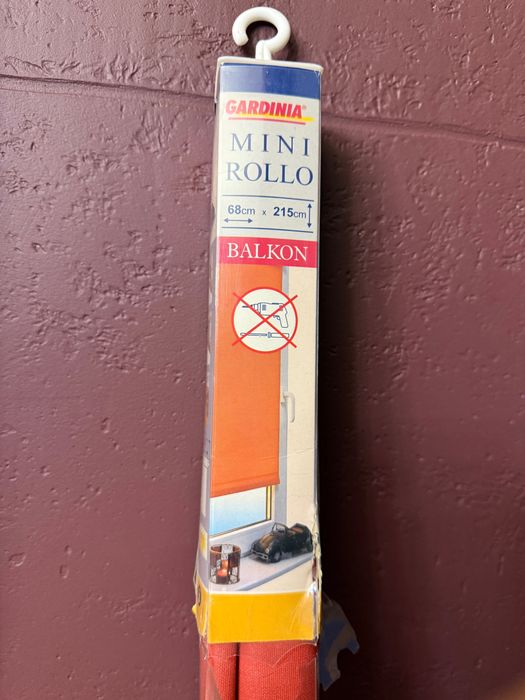 GARDINIA®
MINI
ROLLO
68cm x 215cm
BALKON